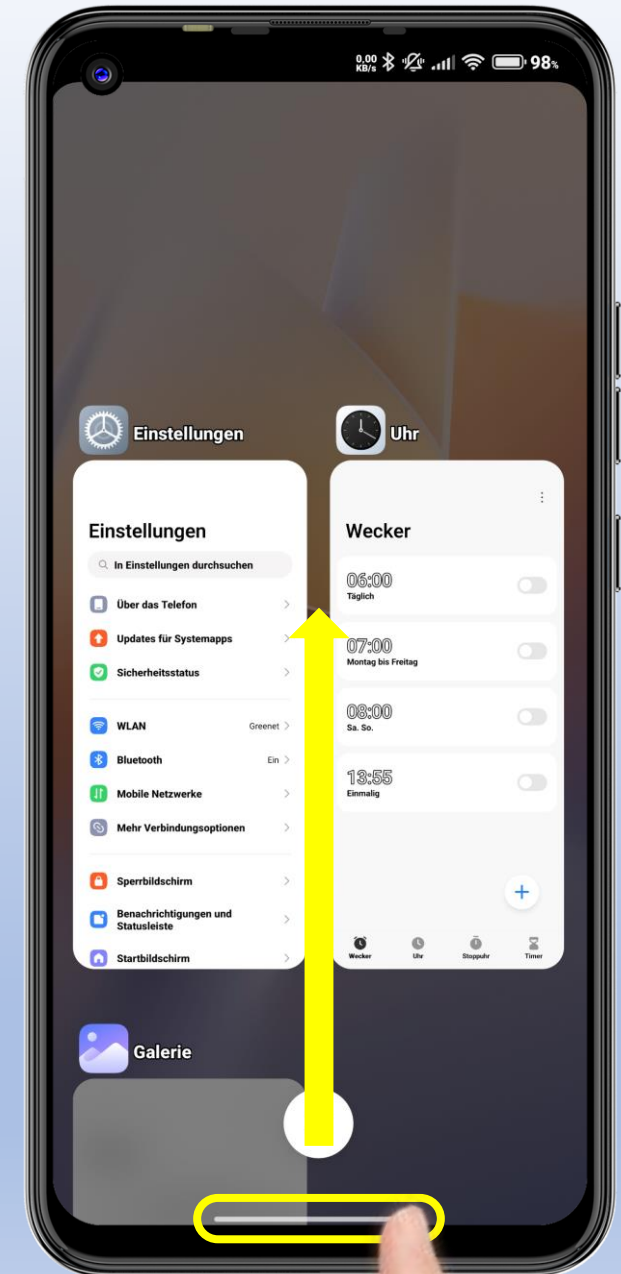 0,00
KB/s
98%
Einstellungen
Uhr
Einstellungen
In Einstellungen durchsuchen
Über das Telefon
Updates für Systemapps
Sicherheitsstatus
WLAN
Greenet
Bluetooth
Ein
Mobile Netzwerke
Mehr Verbindungsoptionen
Sperrbildschirm
Benachrichtigungen und
Statusleiste
Startbildschirm
Wecker
06:00
Täglich
07:00
Montag bis Freitag
08:00
Sa. So.
13:55
Einmalig
Wecker
Uhr
Stoppuhr
Timer
Galerie